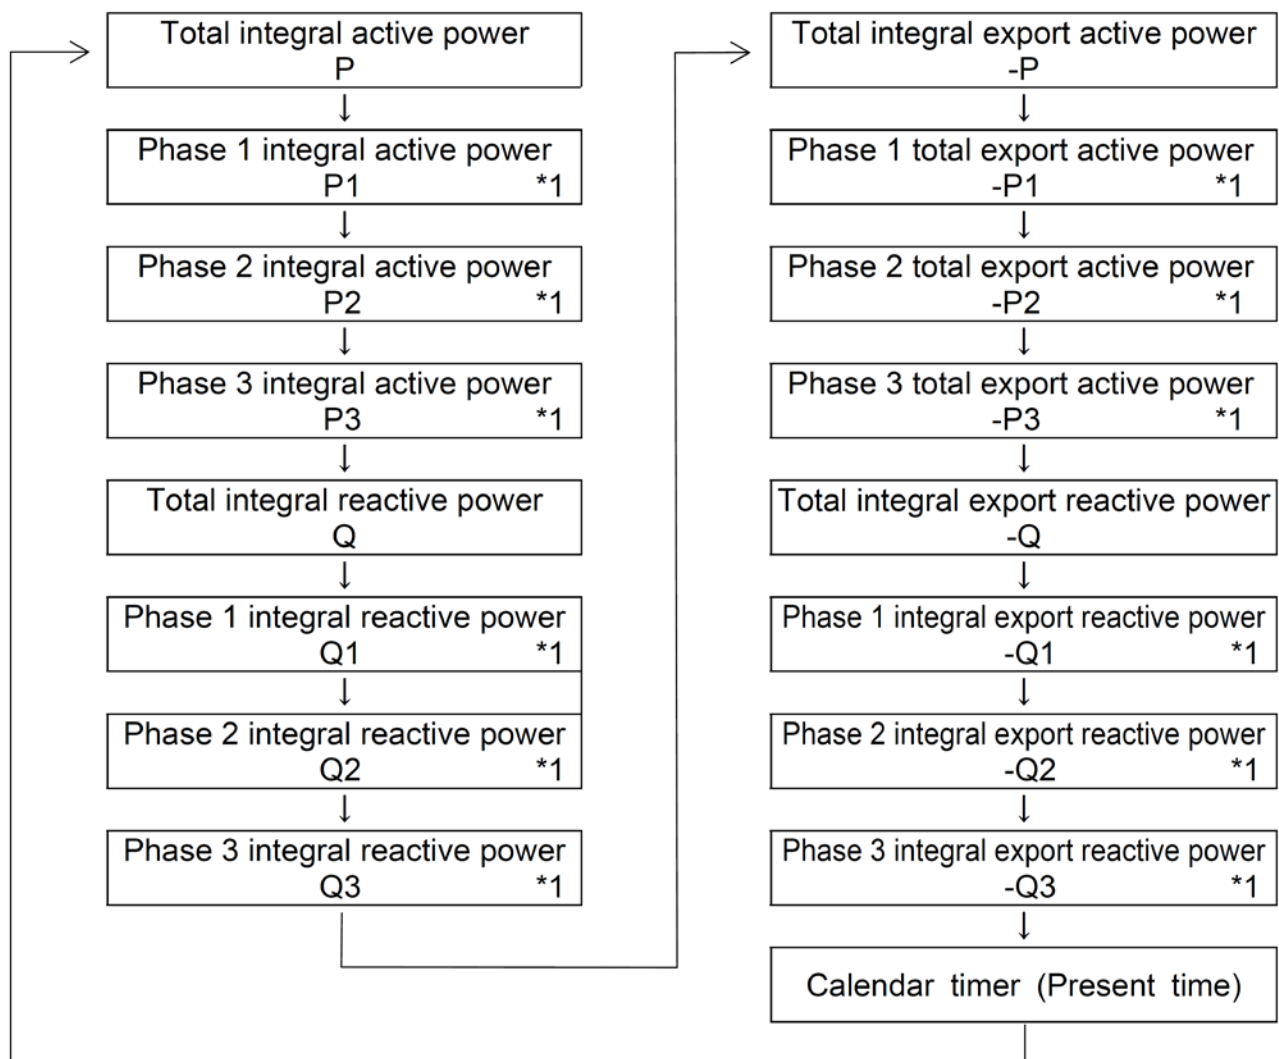 Total integral active power
P
↓
Phase 1 integral active power
P1 *1
↓
Phase 2 integral active power
P2 *1
↓
Phase 3 integral active power
P3 *1
↓
Total integral reactive power
Q
↓
Phase 1 integral reactive power
Q1 *1
↓
Phase 2 integral reactive power
Q2 *1
↓
Phase 3 integral reactive power
Q3 *1
Total integral export active power
-P
↓
Phase 1 total export active power
-P1 *1
↓
Phase 2 total export active power
-P2 *1
↓
Phase 3 total export active power
-P3 *1
↓
Total integral export reactive power
-Q
↓
Phase 1 integral export reactive power
-Q1 *1
↓
Phase 2 integral export reactive power
-Q2 *1
↓
Phase 3 integral export reactive power
-Q3 *1
↓
Calendar timer (Present time)